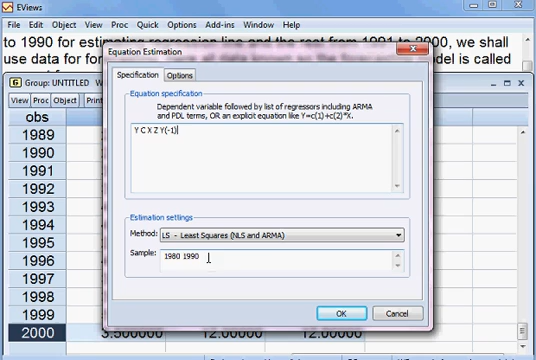 EViews
File Edit Object View Proc Quick Options Add-ins Window Help
to 1990 for estimating regression line and the rest from 1991 to 2000, we shall
use data for
model is called
Equation Estimation
Group: UNTITLED
Specification Options
View Proc Object Print
Equation specification
Dependent variable followed by list of regressors including ARMA
and PDL terms, OR an explicit equation like Y=c(1)+c(2)*X.
Y C X Z Y(-1)
obs
1989
1990
1991
1992
1993
1996
1997
1998
1999
2000 3.500000 12.00000 12.00000
Estimation settings
Method: LS - Least Squares (NLS and ARMA)
Sample: 1980 1990
OK Cancel